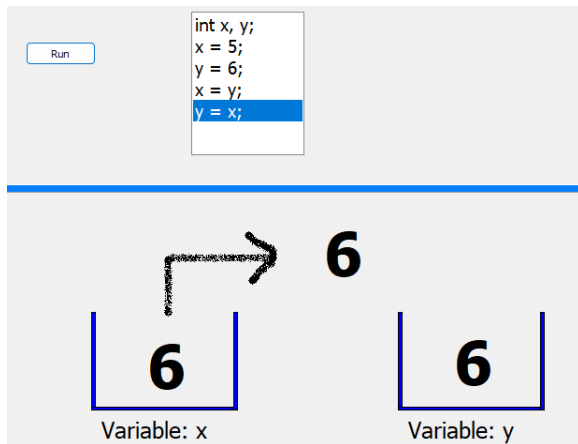 Run
int x, y;
x = 5;
y = 6;
x = y;
y = x;
6
6
6
Variable: x
Variable: y